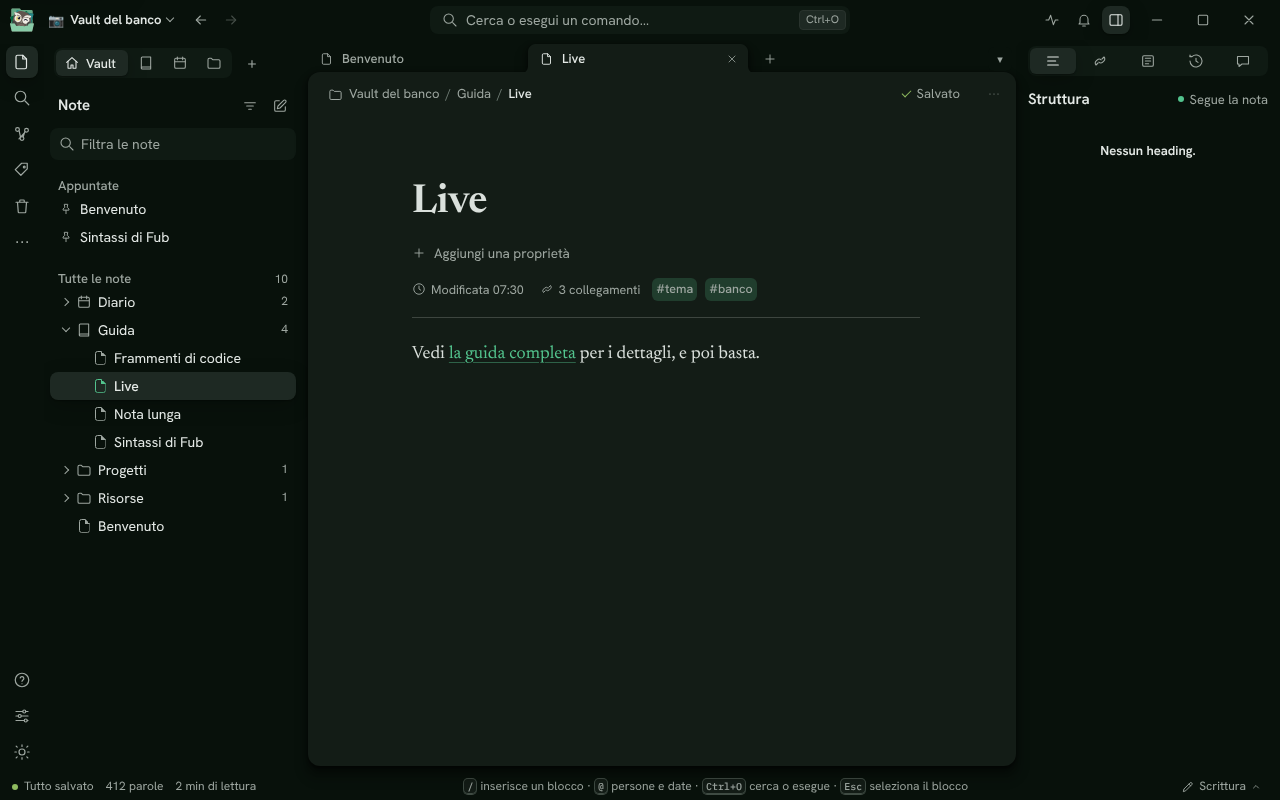 Vault del banco
Cerca o esegui un comando...
Ctrl+O
Vault
Benvenuto
Live
Note
Filtra le note
Appuntate
Benvenuto
Sintassi di Fub
Tutte le note 10
Diario 2
Guida 4
Frammenti di codice
Live
Nota lunga
Sintassi di Fub
Progetti 1
Risorse 1
Benvenuto
Vault del banco / Guida / Live
Salvato
Live
Aggiungi una proprietà
Modificata 07:30 3 collegamenti #tema #banco
Vedi la guida completa per i dettagli, e poi basta.
Struttura
Segue la nota
Nessun heading.
Tutto salvato 412 parole 2 min di lettura
/ inserisce un blocco · @ persone e date · Ctrl+O cerca o esegue · Esc seleziona il blocco
Scrittura